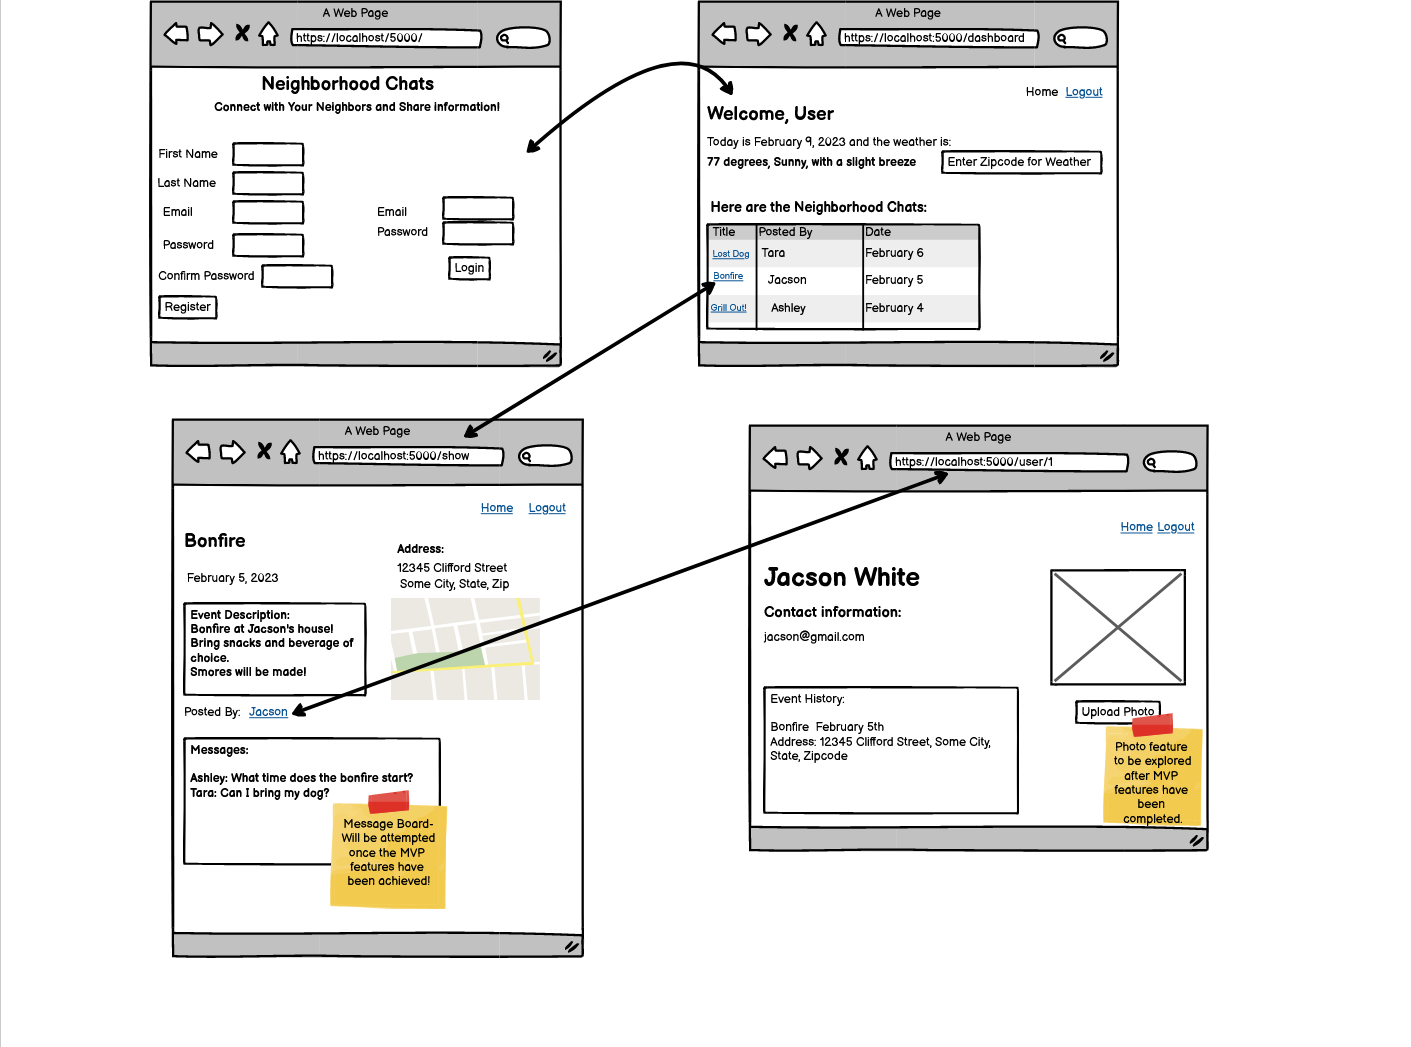 A Web Page
https://localhost/5000/
Neighborhood Chats
Connect with Your Neighbors and Share information!
First Name
Last Name
Email
Password
Confirm Password
Register
Email
Password
Login
A Web Page
https://localhost:5000/dashboard
Home Logout
Welcome, User
Today is February 9, 2023 and the weather is:
77 degrees, Sunny, with a slight breeze
Enter Zipcode for Weather
Here are the Neighborhood Chats:
Title Posted By Date
Lost Dog Tara February 6
Bonfire Jacson February 5
Grill Out! Ashley February 4
A Web Page
https://localhost:5000/show
Home Logout
Bonfire
February 5, 2023
Address:
12345 Clifford Street
Some City, State, Zip
Event Description:
Bonfire at Jacson's house!
Bring snacks and beverage of
choice.
Smores will be made!
Posted By: Jacson
Messages:
Ashley: What time does the bonfire start?
Tara: Can I bring my dog?
Message Board-
Will be attempted
once the MVP
features have
been achieved!
A Web Page
https://localhost:5000/user/1
Home Logout
Jacson White
Contact information:
jacson@gmail.com
Event History:
Bonfire February 5th
Address: 12345 Clifford Street, Some City,
State, Zipcode
Upload Photo
Photo feature
to be explored
after MVP
features have
been
completed.